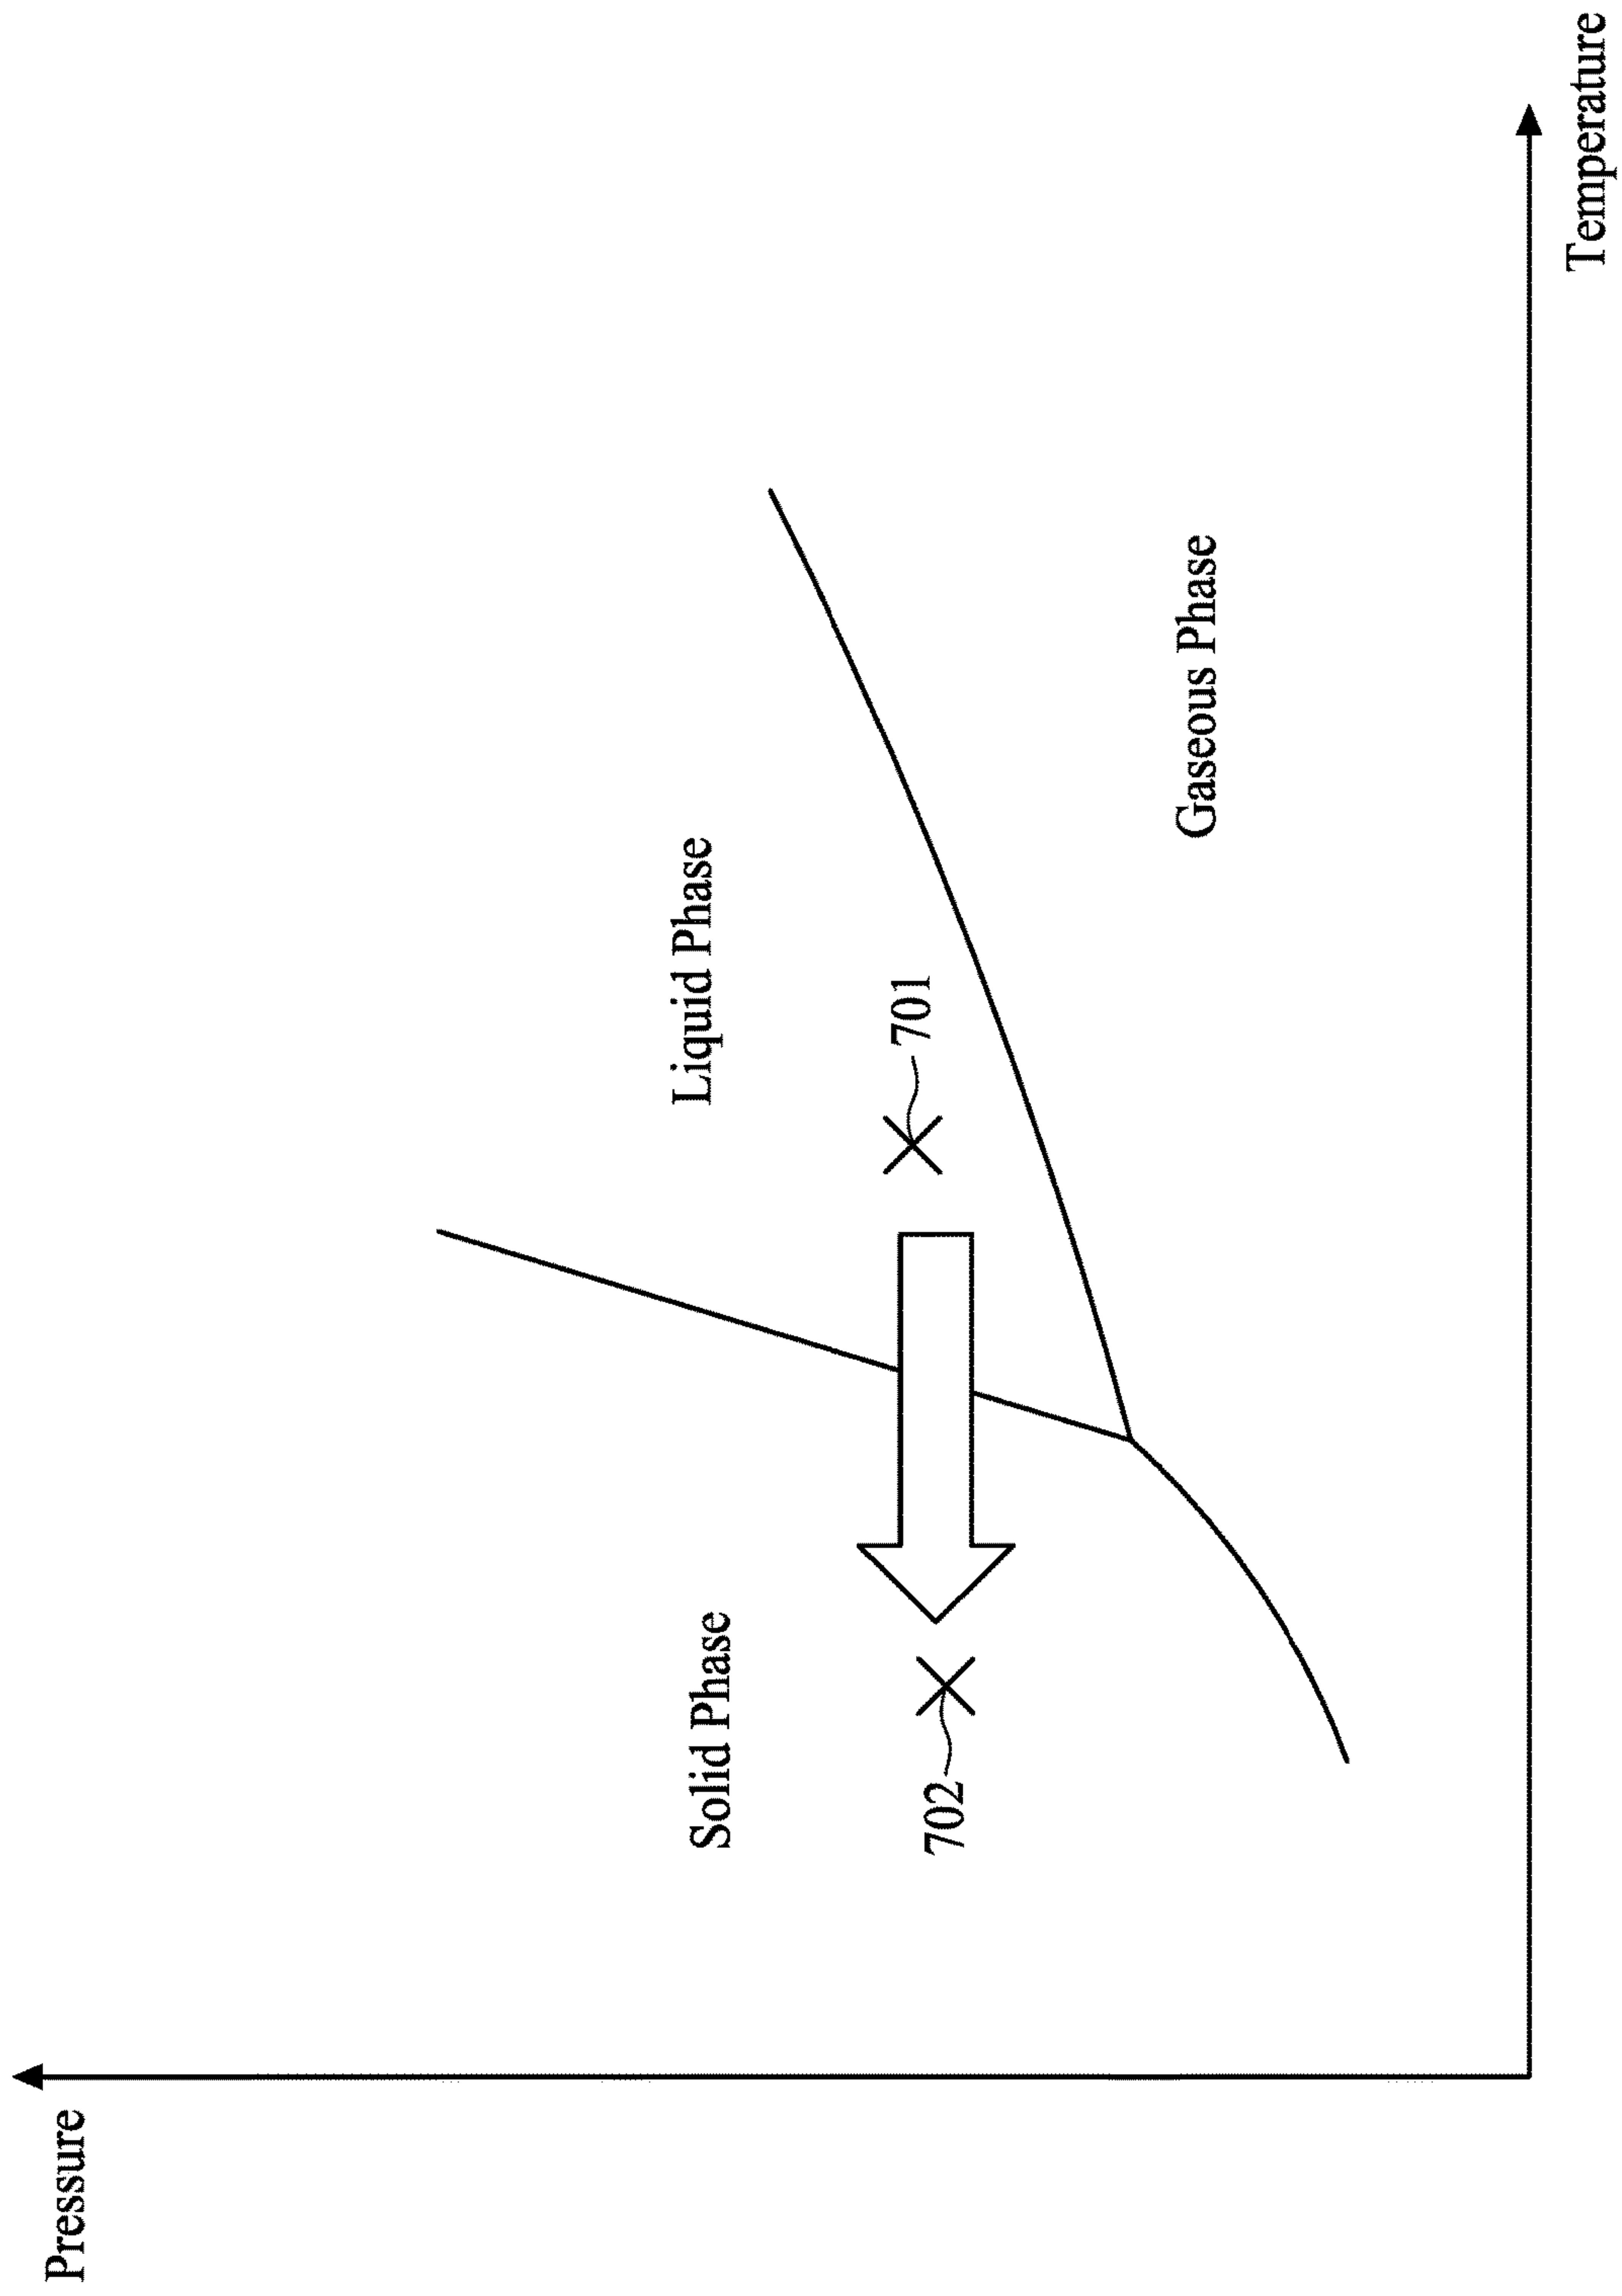 Pressure
Liquid Phase
Solid Phase
701
702
Gaseous Phase
Temperature